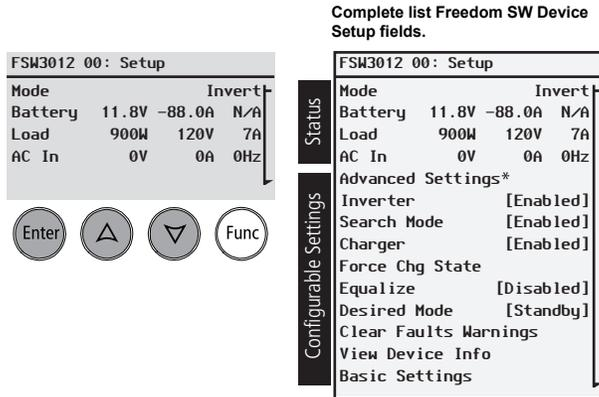 Complete list Freedom SW Device
Setup fields.
FSW3012 00: Setup
Mode Invert
Battery 11.8V -88.0A N/A
Load 900W 120V 7A
AC In 0V 0A 0Hz
Enter
Func
FSW3012 00: Setup
Status
Mode Invert
Battery 11.8V -88.0A N/A
Load 900W 120V 7A
AC In 0V 0A 0Hz
Configurable Settings
Advanced Settings*
Inverter [Enabled]
Search Mode [Enabled]
Charger [Enabled]
Force Chg State
Equalize [Disabled]
Desired Mode [Standby]
Clear Faults Warnings
View Device Info
Basic Settings